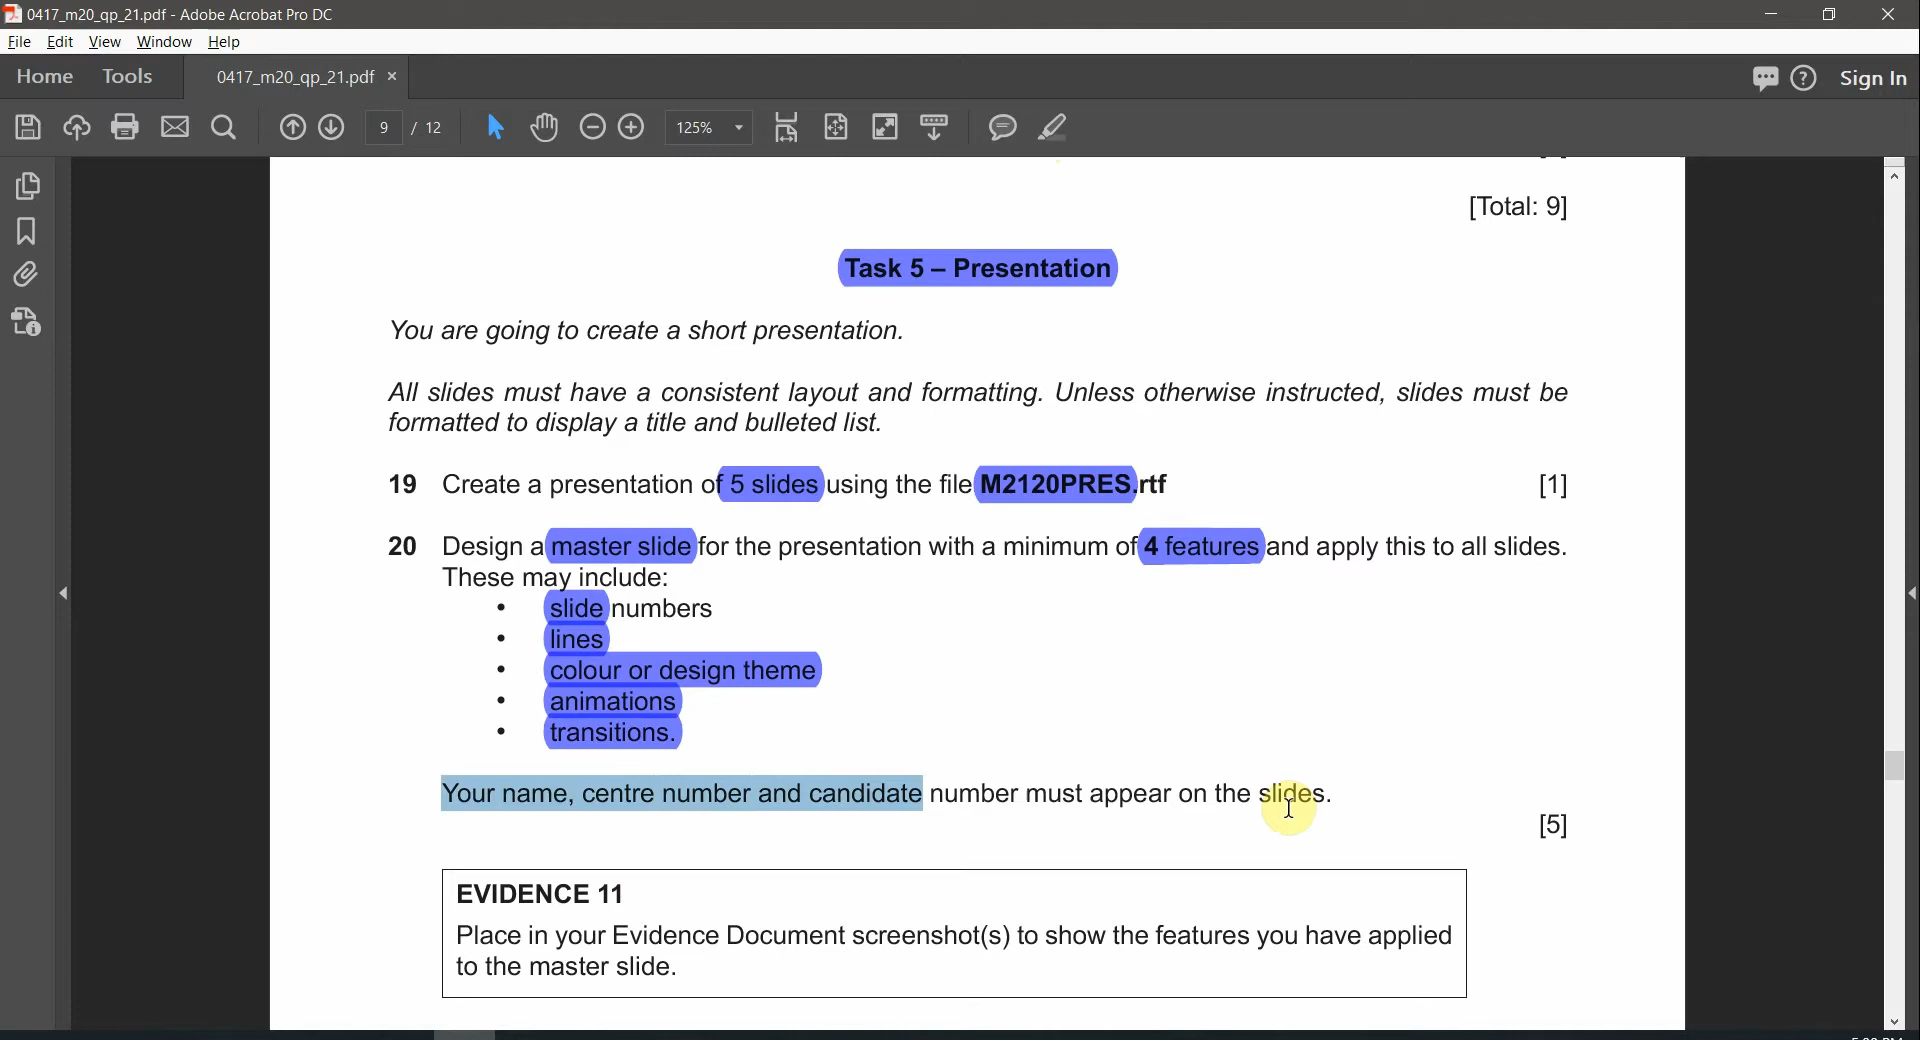 0417_m20_qp_21.pdf - Adobe Acrobat Pro DC
File Edit View Window Help
Home Tools 0417_m20_qp_21.pdf × Sign In
9 / 12 125%
[Total: 9]
Task 5 – Presentation
You are going to create a short presentation.
All slides must have a consistent layout and formatting. Unless otherwise instructed, slides must be
formatted to display a title and bulleted list.
19 Create a presentation of 5 slides using the file M2120PRES.rtf [1]
20 Design a master slide for the presentation with a minimum of 4 features and apply this to all slides.
These may include:
• slide numbers
• lines
• colour or design theme
• animations
• transitions.
Your name, centre number and candidate number must appear on the slides.
[5]
EVIDENCE 11
Place in your Evidence Document screenshot(s) to show the features you have applied
to the master slide.